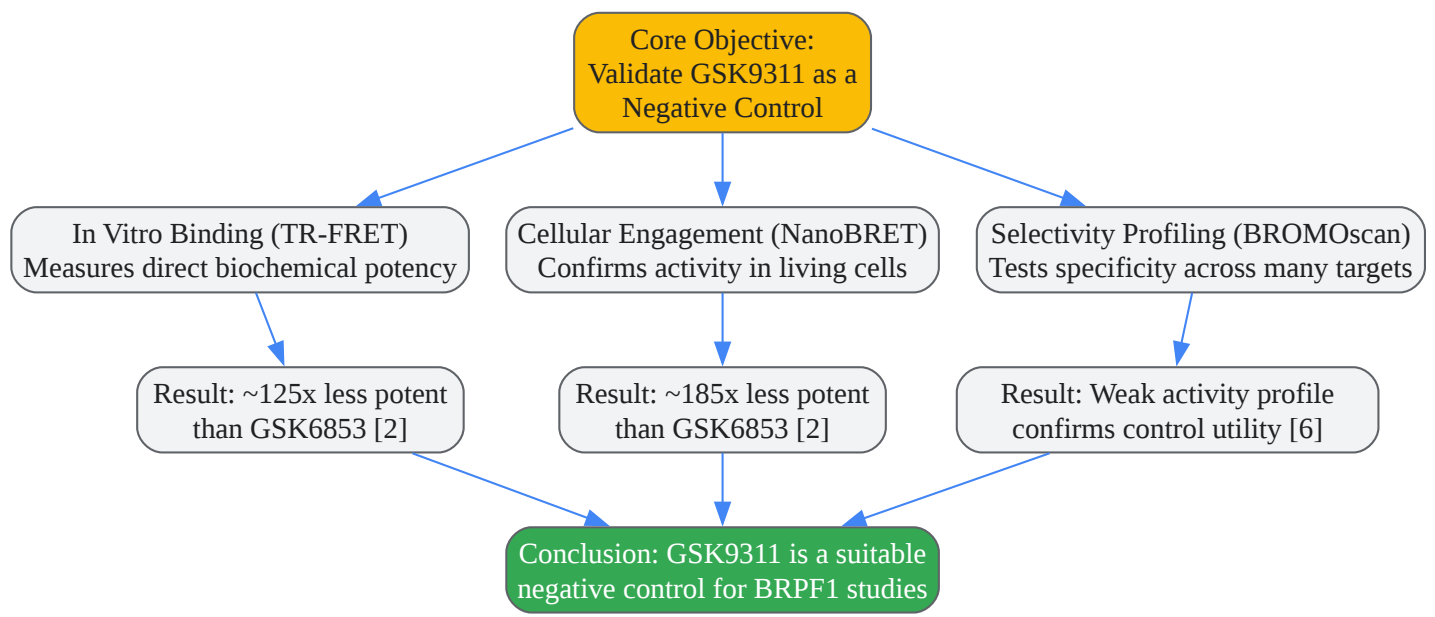 Core Objective:
Validate GSK9311 as a
Negative Control
In Vitro Binding (TR-FRET)
Measures direct biochemical potency
Cellular Engagement (NanoBRET)
Confirms activity in living cells
Selectivity Profiling (BROMOscan)
Tests specificity across many targets
Result: ~125x less potent
than GSK6853 [2]
Result: ~185x less potent
than GSK6853 [2]
Result: Weak activity profile
confirms control utility [6]
Conclusion: GSK9311 is a suitable
negative control for BRPF1 studies